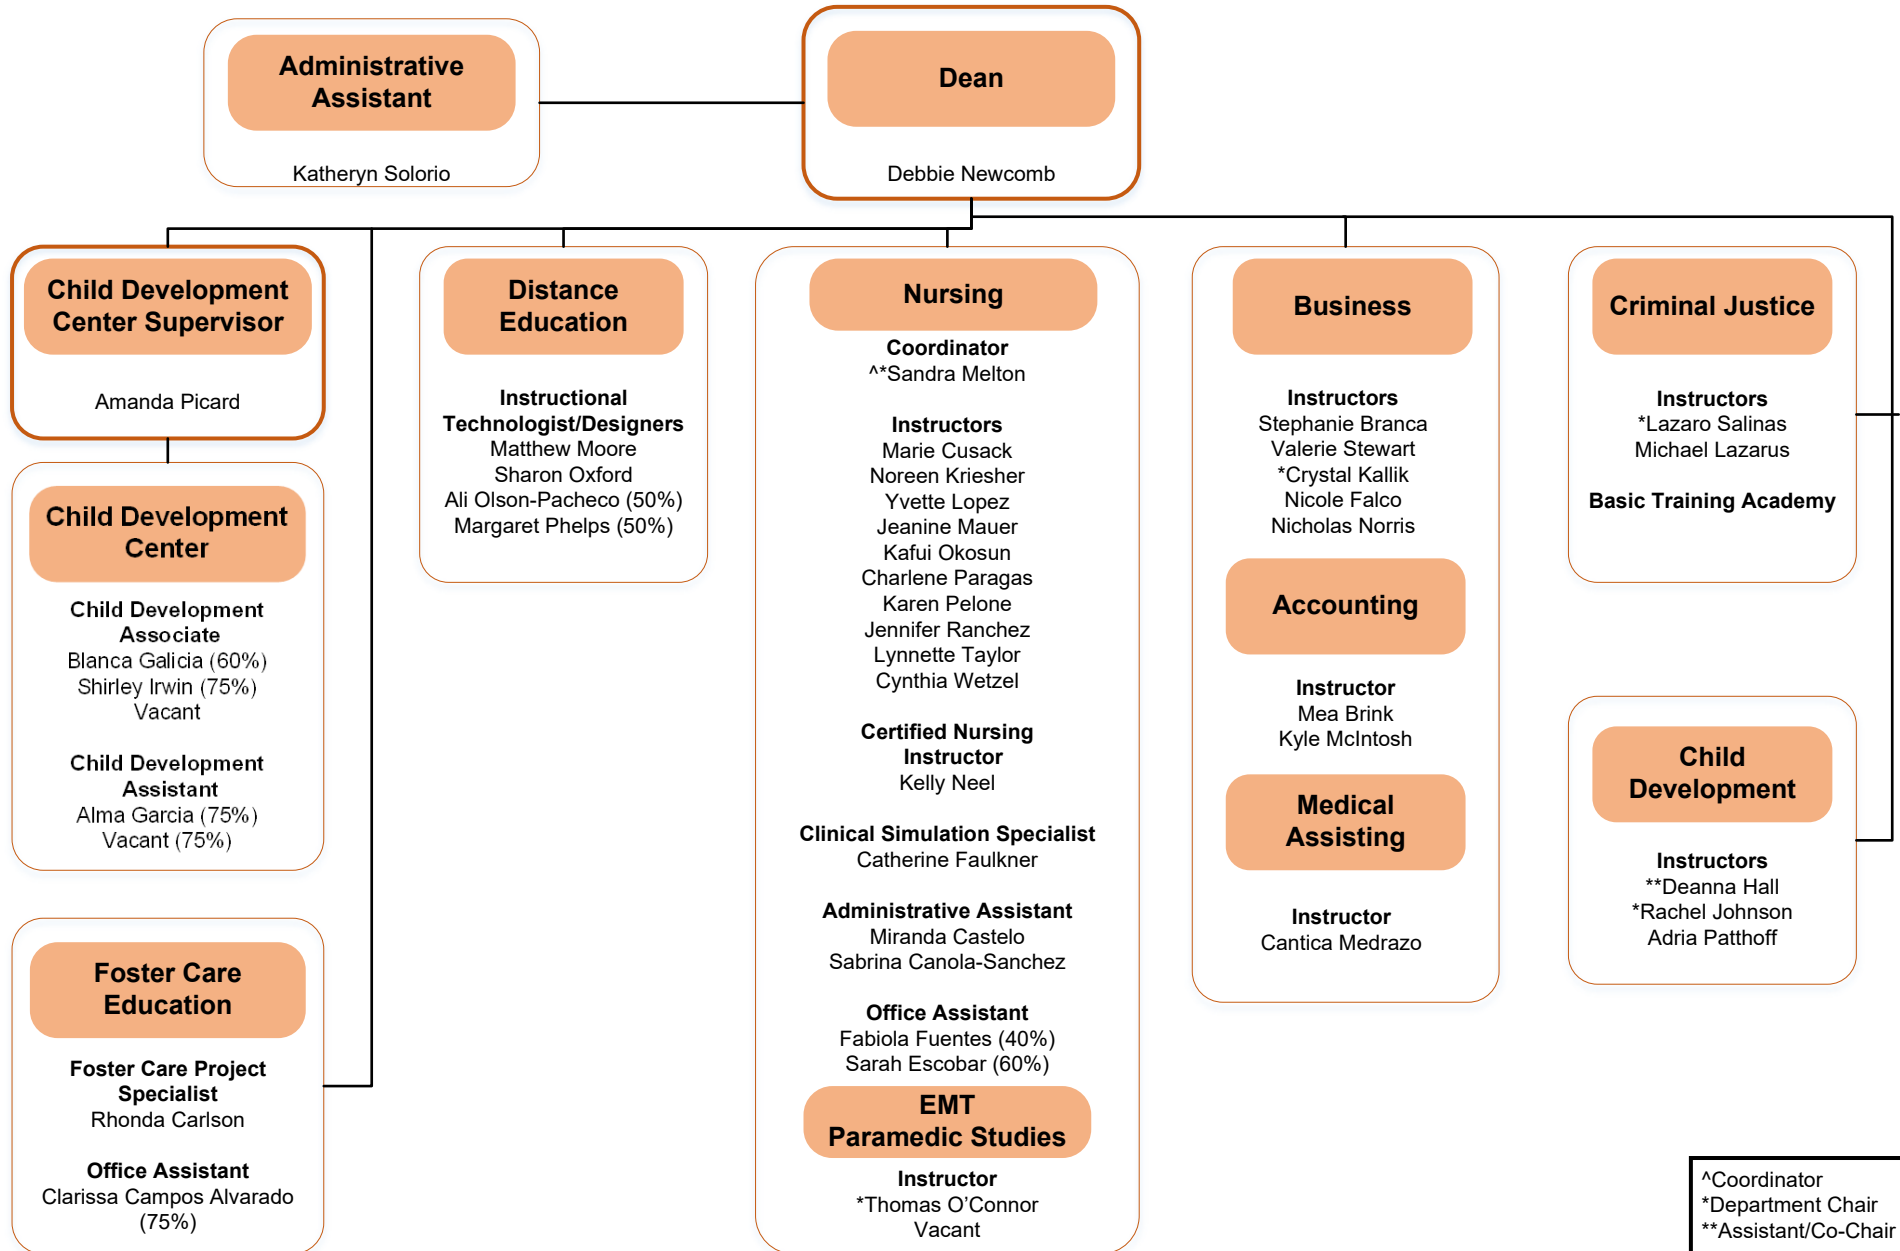 Administrative
Assistant
Katheryn Solorio
Dean
Debbie Newcomb
Child Development
Center Supervisor
Amanda Picard
Child Development
Center
Child Development
Associate
Blanca Galicia (60%)
Shirley Irwin (75%)
Vacant
Child Development
Assistant
Alma Garcia (75%)
Vacant (75%)
Foster Care
Education
Foster Care Project
Specialist
Rhonda Carlson
Office Assistant
Clarissa Campos Alvarado
(75%)
Distance
Education
Instructional
Technologist/Designers
Matthew Moore
Sharon Oxford
Ali Olson-Pacheco (50%)
Margaret Phelps (50%)
Nursing
Coordinator
^*Sandra Melton
Instructors
Marie Cusack
Noreen Kriesher
Yvette Lopez
Jeanine Mauer
Kafui Okosun
Charlene Paragas
Karen Pelone
Jennifer Ranchez
Lynnette Taylor
Cynthia Wetzel
Certified Nursing
Instructor
Kelly Neel
Clinical Simulation Specialist
Catherine Faulkner
Administrative Assistant
Miranda Castelo
Sabrina Canola-Sanchez
Office Assistant
Fabiola Fuentes (40%)
Sarah Escobar (60%)
EMT
Paramedic Studies
Instructor
*Thomas O’Connor
Vacant
Business
Instructors
Stephanie Branca
Valerie Stewart
*Crystal Kallik
Nicole Falco
Nicholas Norris
Accounting
Instructor
Mea Brink
Kyle McIntosh
Medical
Assisting
Instructor
Cantica Medrazo
Criminal Justice
Instructors
*Lazaro Salinas
Michael Lazarus
Basic Training Academy
Child
Development
Instructors
**Deanna Hall
*Rachel Johnson
Adria Patthoff
^Coordinator
*Department Chair
**Assistant/Co-Chair